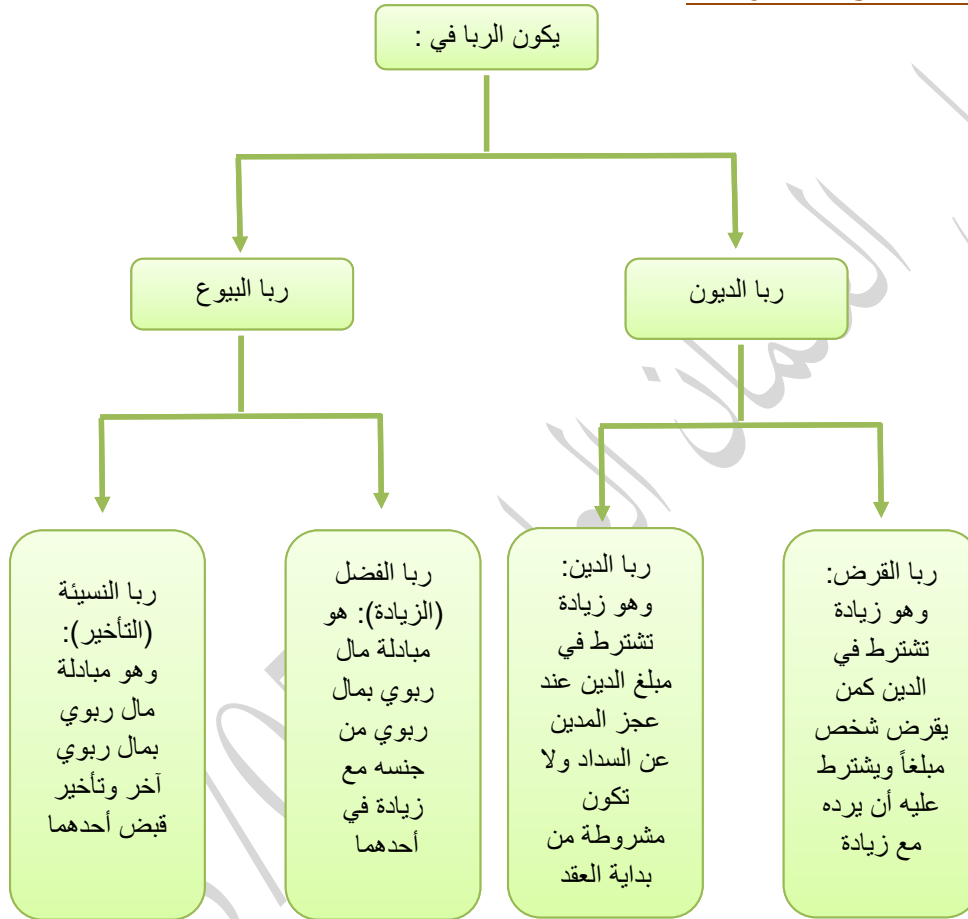 يكون الربا في :
ربا الديون
ربا البيوع
ربا القرض:
وهو زيادة
تشترط في
الدين كمن
يقرض شخص
مبلغاً ويشترط
عليه أن يرده
مع زيادة
ربا الدين:
وهو زيادة
تشترط في
مبلغ الدين عند
عجز المدين
عن السداد ولا
تكون
مشروطة من
بداية العقد
ربا الفضل
(الزيادة): هو
مبادلة مال
ربوي بمال
ربوي من
جنسه مع
زيادة في
أحدهما
ربا النسيئة
(التأخير):
وهو مبادلة
مال ربوي
بمال ربوي
آخر وتأخير
قبض أحدهما